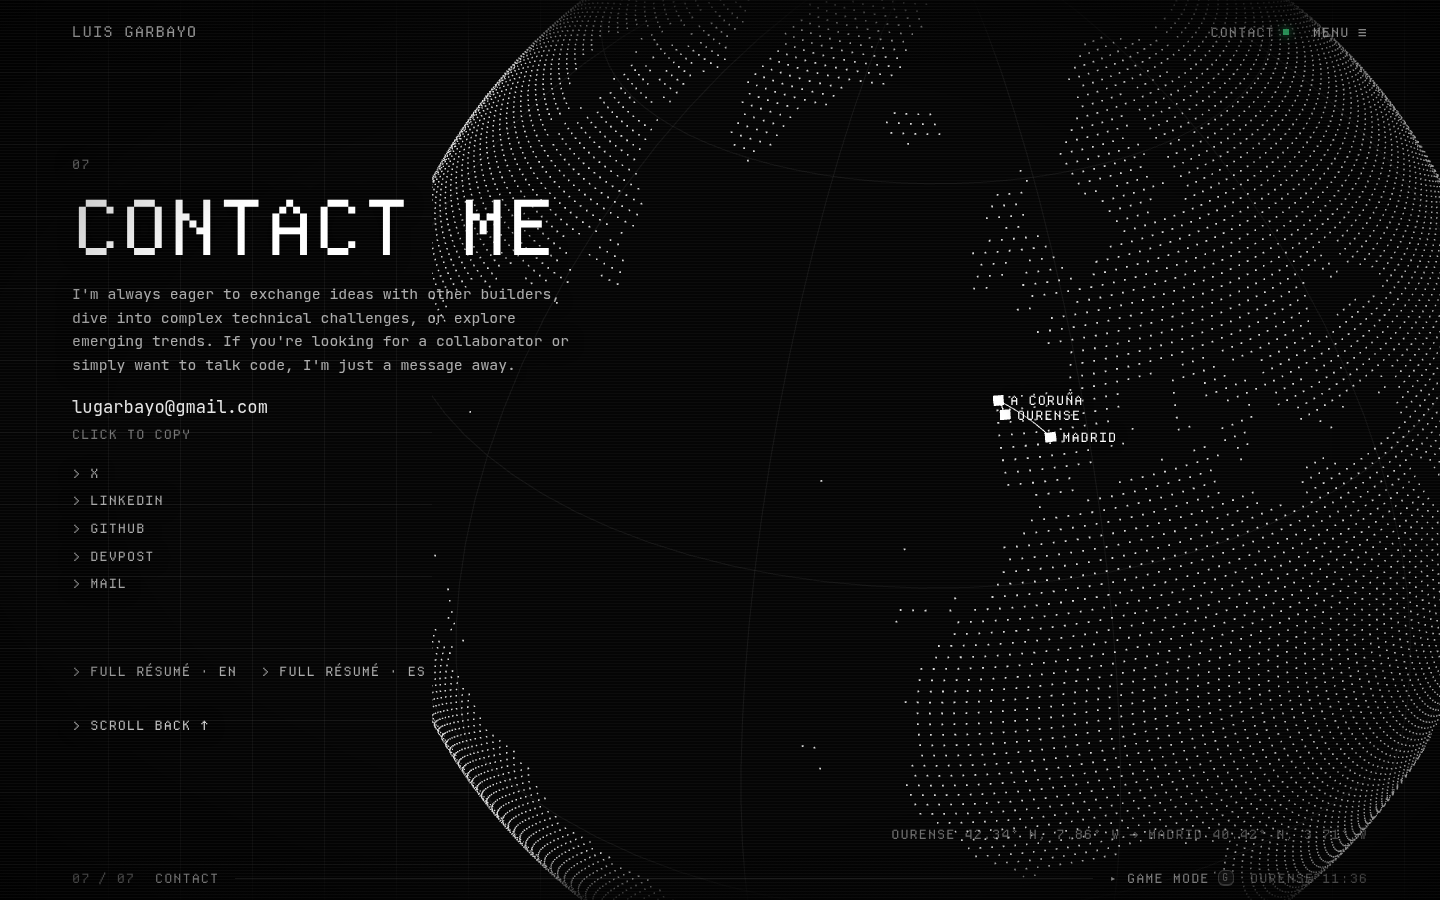 LUIS GARBAYO
CONTACT MENU ≡
07
CONTACT ME
I'm always eager to exchange ideas with other builders,
dive into complex technical challenges, or explore
emerging trends. If you're looking for a collaborator or
simply want to talk code, I'm just a message away.
lugarbayo@gmail.com
CLICK TO COPY
> X
> LINKEDIN
> GITHUB
> DEVPOST
> MAIL
> FULL RÉSUMÉ · EN > FULL RÉSUMÉ · ES
> SCROLL BACK ↑
A CORUÑA
OURENSE
MADRID
OURENSE 42.34° N, 7.86° W → MADRID 40.42° N, 3.71° W
07 / 07 CONTACT
▸ GAME MODE G OURENSE 11:36